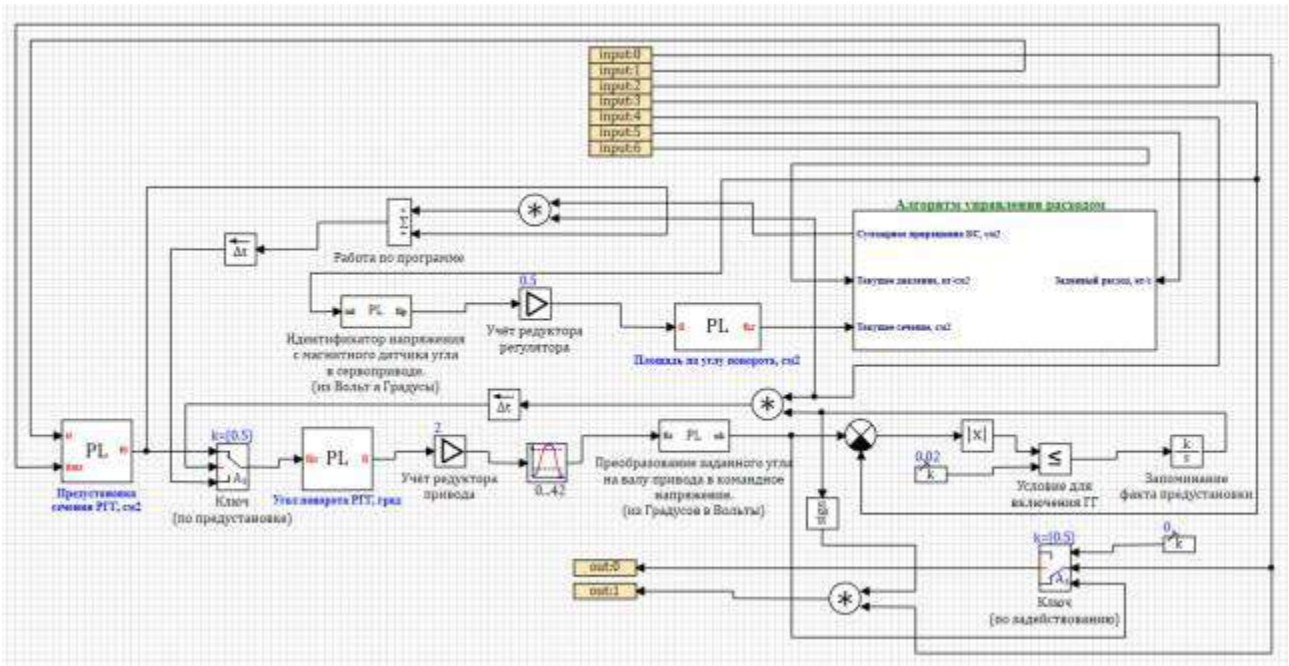 input:0
input:1
input:2
input:3
input:4
input:5
input:6
Алгоритм управления расходом
Суммарное приращение ПС, см2
Текущее давление, кг/см2
Заданный расход, кг/с
Текущее сечение, см2
Работа по программе
Δt
0.5
PL
Идентификатор напряжения
с магнитного датчика угла
в сервоприводе.
(из Вольт в Градусы)
Учёт редуктора
регулятора
PL
Площадь по углу поворота, см2
Δt
PL
Предустановка
сечения РГГ, см2
k=[0.5]
Ключ
(по предустановке)
PL
Угол поворота РГГ, град
2
Учёт редуктора
привода
0..42
PL
Преобразование заданного угла
на валу привода в командное
напряжение.
(из Градусов в Вольты)
|x|
0.02
k
≤
Условие для
включения ГГ
k
s
Запоминание
факта предустановки
sign
0
k
k=[0.5]
Ключ
(по задействованию)
out:0
out:1